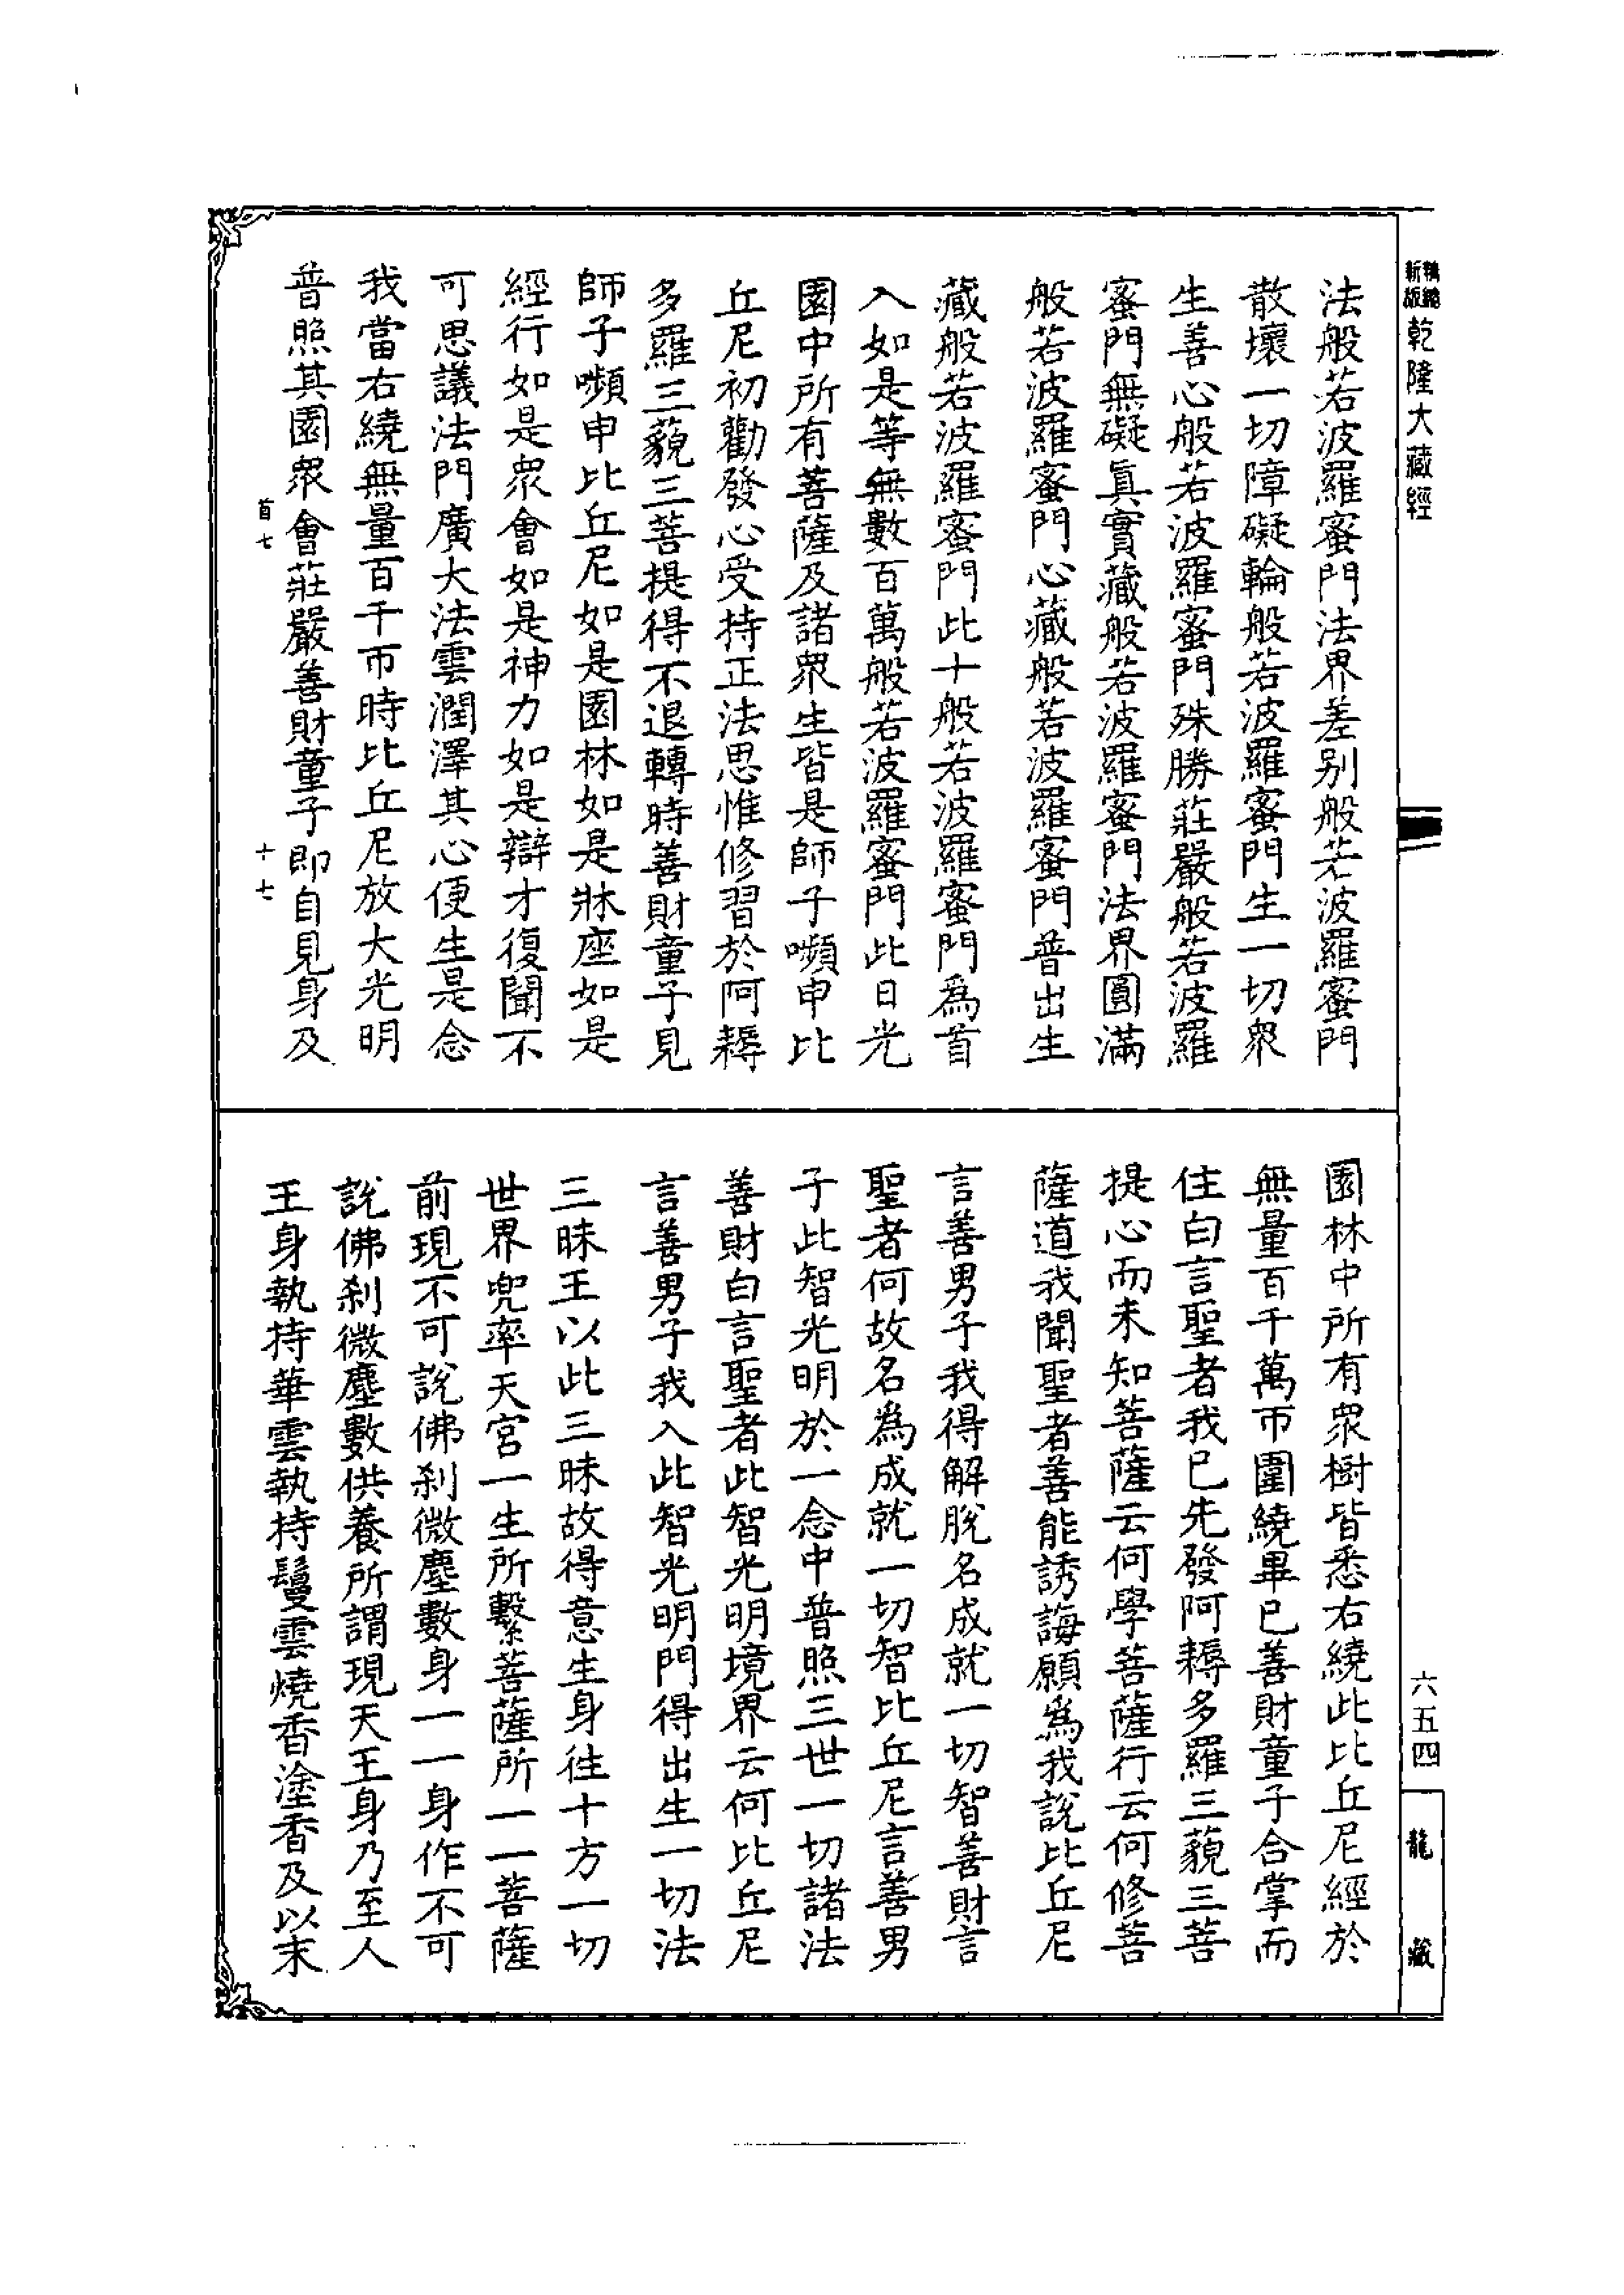 新版
精縮
乾隆大藏經
法般若波羅蜜門法界差别般若波羅蜜門
散壞一切障礙輪般若波羅蜜門生一切衆
生善心般若波羅蜜門殊勝莊嚴般若波羅
蜜門無礙真實藏般若波羅蜜門法界圓滿
般若波羅蜜門心藏般若波羅蜜門普出生
藏般若波羅蜜門此十般若波羅蜜門爲首
入如是等無數百萬般若波羅蜜門此日光
園中所有菩薩及諸衆生皆是師子嚬申比
丘尼初勸發心受持正法思惟修習於阿耨
多羅三藐三菩提得不退轉時善財童子見
師子嚬申比丘尼如是園林如是牀座如是
經行如是衆會如是神力如是辯才復聞不
可思議法門廣大法雲潤澤其心便生是念
我當右繞無量百千帀時比丘尼放大光明
普照其園衆會莊嚴善財童子即自見身及
首七
十七
園林中所有衆樹皆悉右繞此比丘尼經於
無量百千萬帀圍繞畢已善財童子合掌而
住白言聖者我已先發阿耨多羅三藐三菩
提心而未知菩薩云何學菩薩行云何修菩
薩道我聞聖者善能誘誨願爲我說比丘尼
言善男子我得解脫名成就一切智善財言
聖者何故名爲成就一切智比丘尼言善男
子此智光明於一念中普照三世一切諸法
善財白言聖者此智光明境界云何比丘尼
言善男子我入此智光明門得出生一切法
三昧王以此三昧故得意生身往十方一切
世界兜率天宮一生所繫菩薩所一一菩薩
前現不可說佛刹微塵數身一一身作不可
說佛刹微塵數供養所謂現天王身乃至人
王身執持華雲執持鬘雲燒香塗香及以末
六五四
龍藏